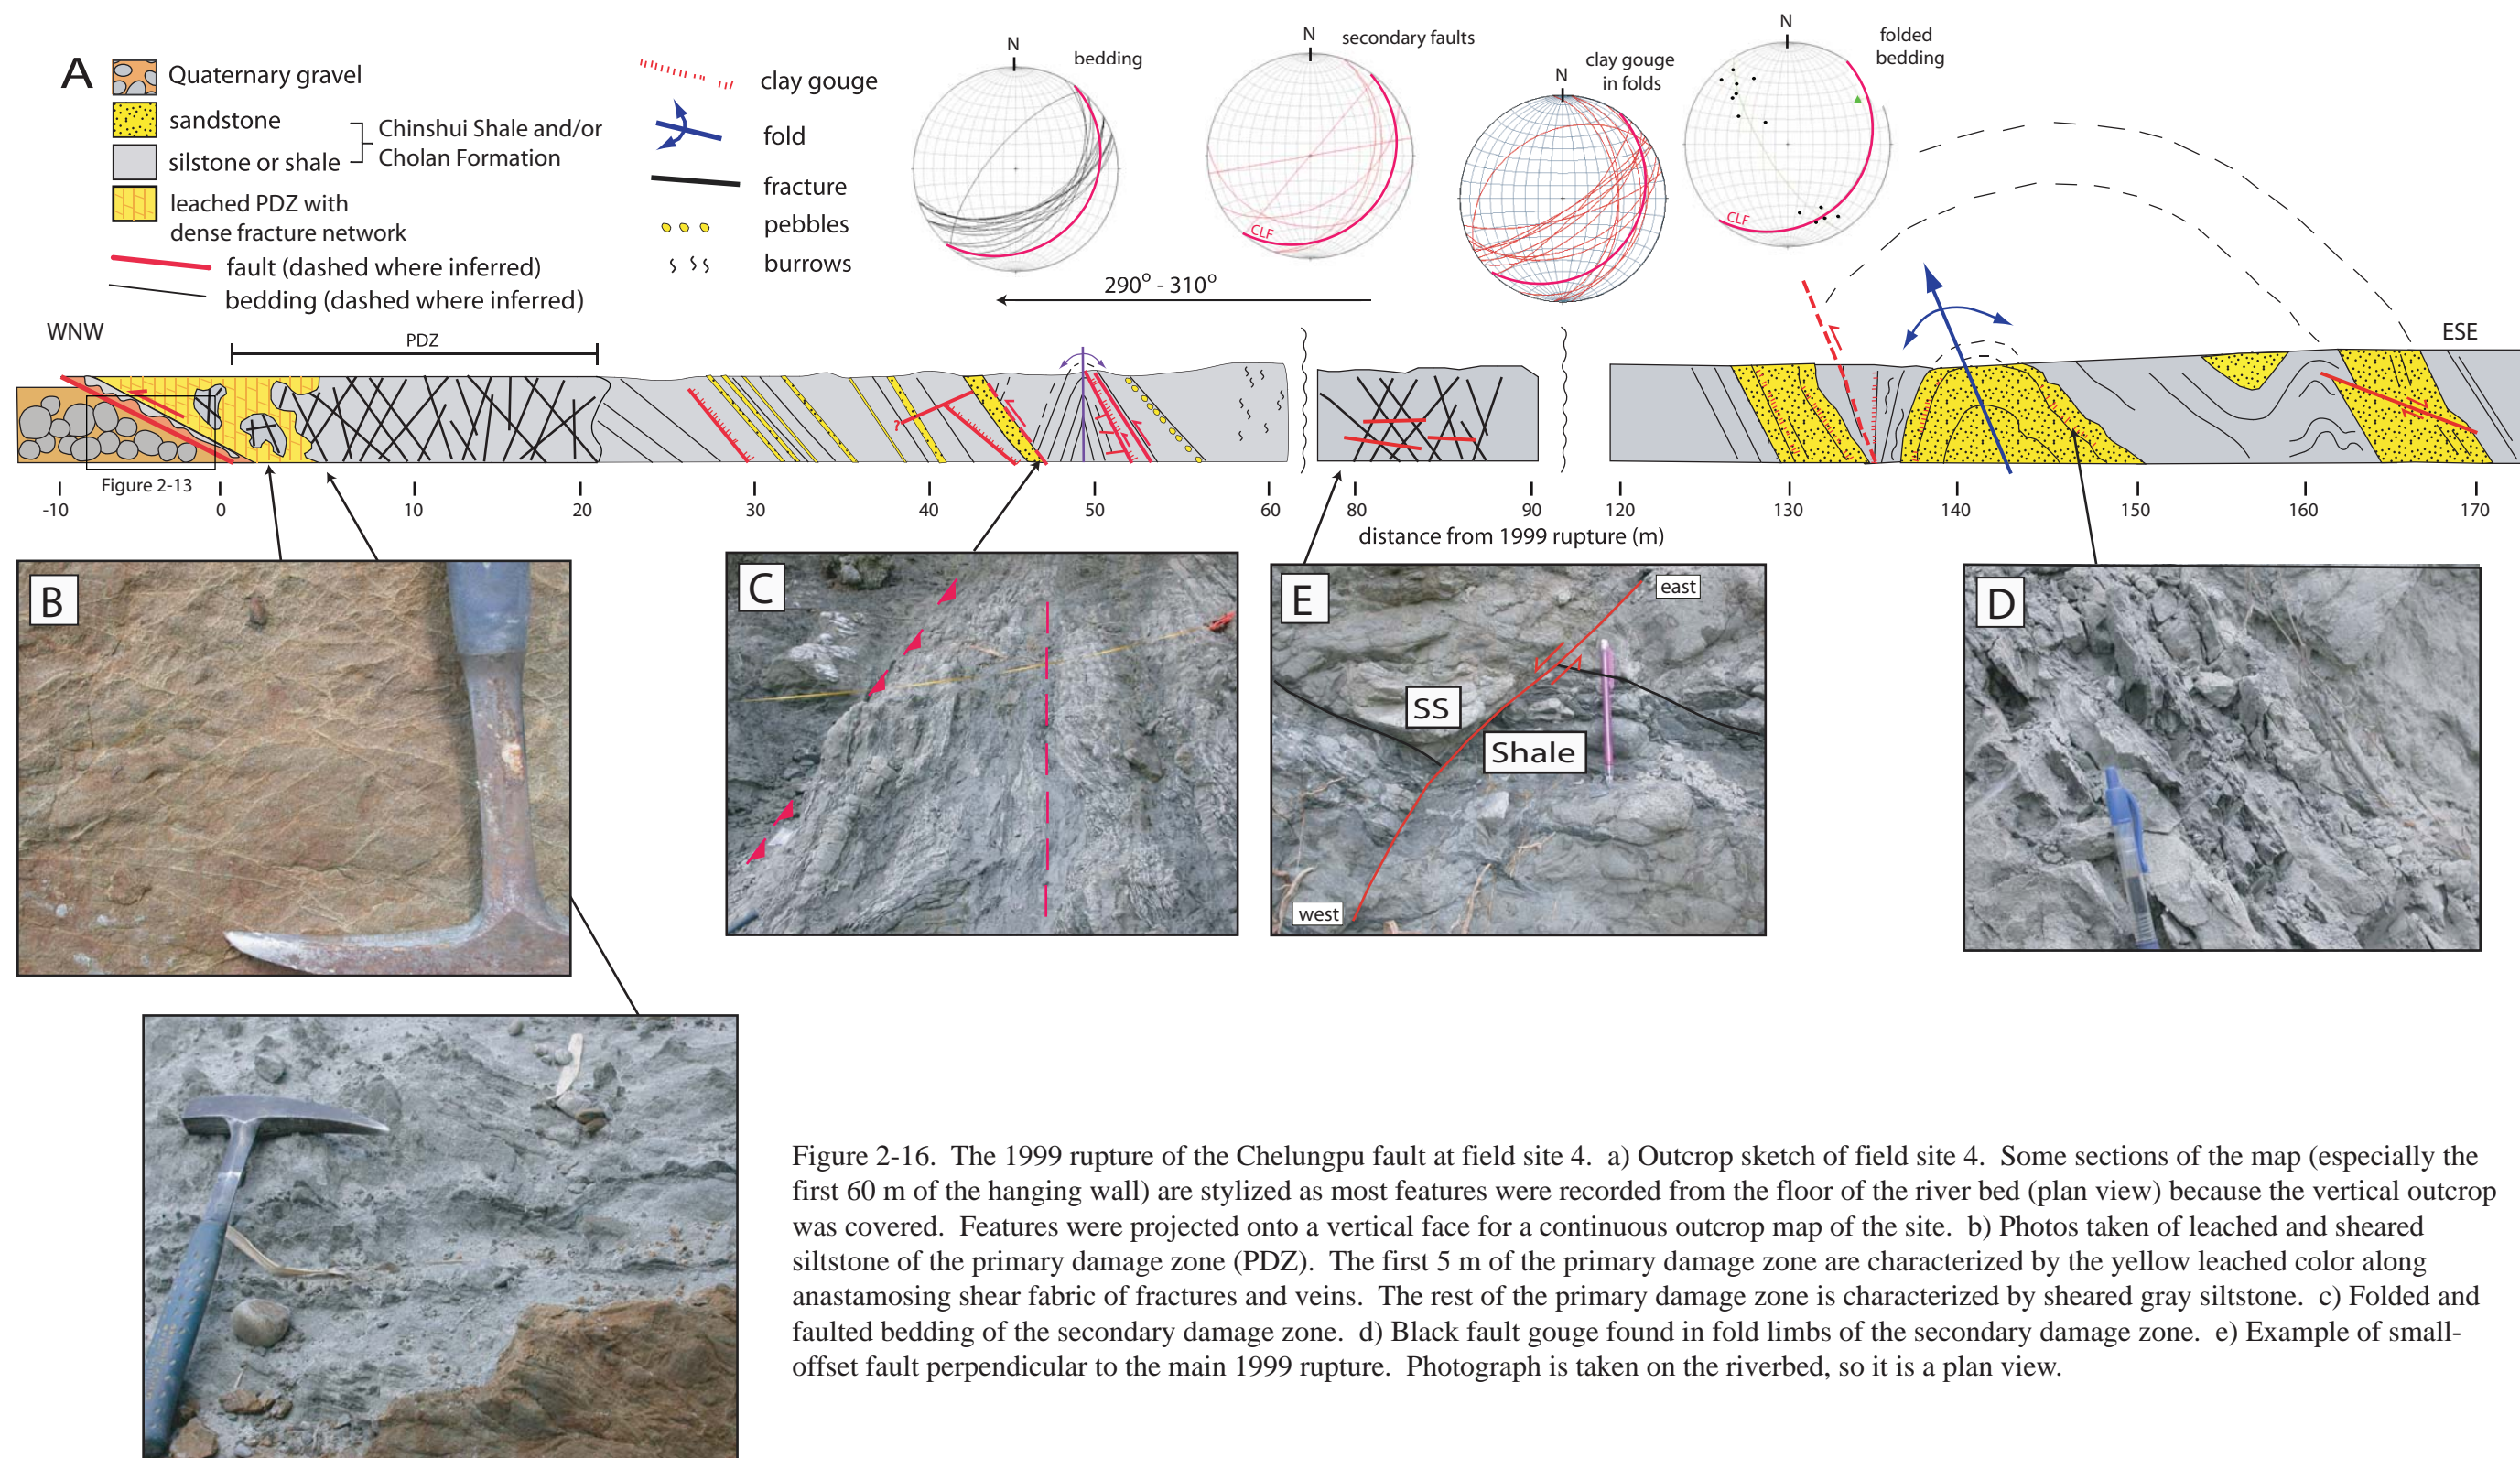 A
Quaternary gravel
sandstone
silstone or shale
Chinshui Shale and/or
Cholan Formation
leached PDZ with
dense fracture network
fault (dashed where inferred)
bedding (dashed where inferred)
clay gouge
fold
fracture
pebbles
burrows
N
bedding
N
secondary faults
CLF
N
clay gouge
in folds
N
folded
bedding
CLF
290° - 310°
WNW
PDZ
ESE
?
Figure 2-13
-10 0 10 20 30 40 50 60 80 90 120 130 140 150 160 170
distance from 1999 rupture (m)
B
C
E
east
SS
Shale
west
D
Figure 2-16. The 1999 rupture of the Chelungpu fault at field site 4. a) Outcrop sketch of field site 4. Some sections of the map (especially the
first 60 m of the hanging wall) are stylized as most features were recorded from the floor of the river bed (plan view) because the vertical outcrop
was covered. Features were projected onto a vertical face for a continuous outcrop map of the site. b) Photos taken of leached and sheared
siltstone of the primary damage zone (PDZ). The first 5 m of the primary damage zone are characterized by the yellow leached color along
anastamosing shear fabric of fractures and veins. The rest of the primary damage zone is characterized by sheared gray siltstone. c) Folded and
faulted bedding of the secondary damage zone. d) Black fault gouge found in fold limbs of the secondary damage zone. e) Example of small-
offset fault perpendicular to the main 1999 rupture. Photograph is taken on the riverbed, so it is a plan view.